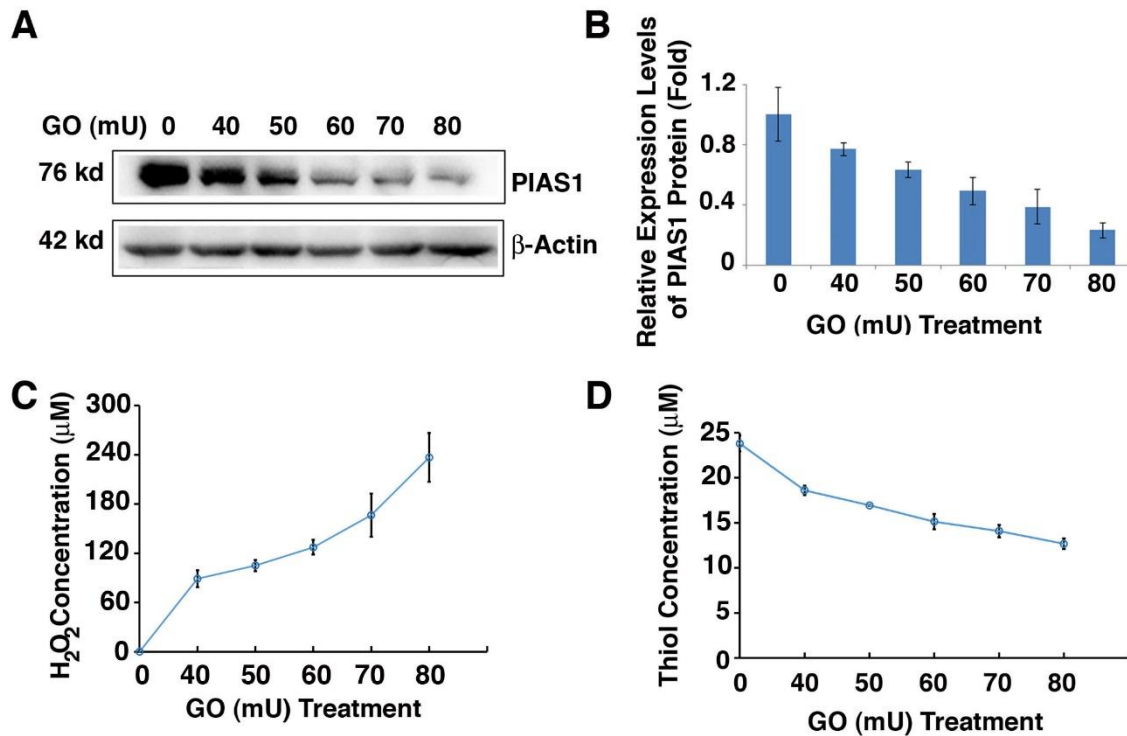 A
GO (mU) 0 40 50 60 70 80
76 kd PIAS1
42 kd β-Actin
B
Relative Expression Levels
of PIAS1 Protein (Fold)
1.2
0.8
0.4
0
0 40 50 60 70 80
GO (mU) Treatment
C
H₂O₂ Concentration (μM)
300
240
180
120
60
0
0 40 50 60 70 80
GO (mU) Treatment
D
Thiol Concentration (μM)
25
20
15
10
5
0
0 40 50 60 70 80
GO (mU) Treatment